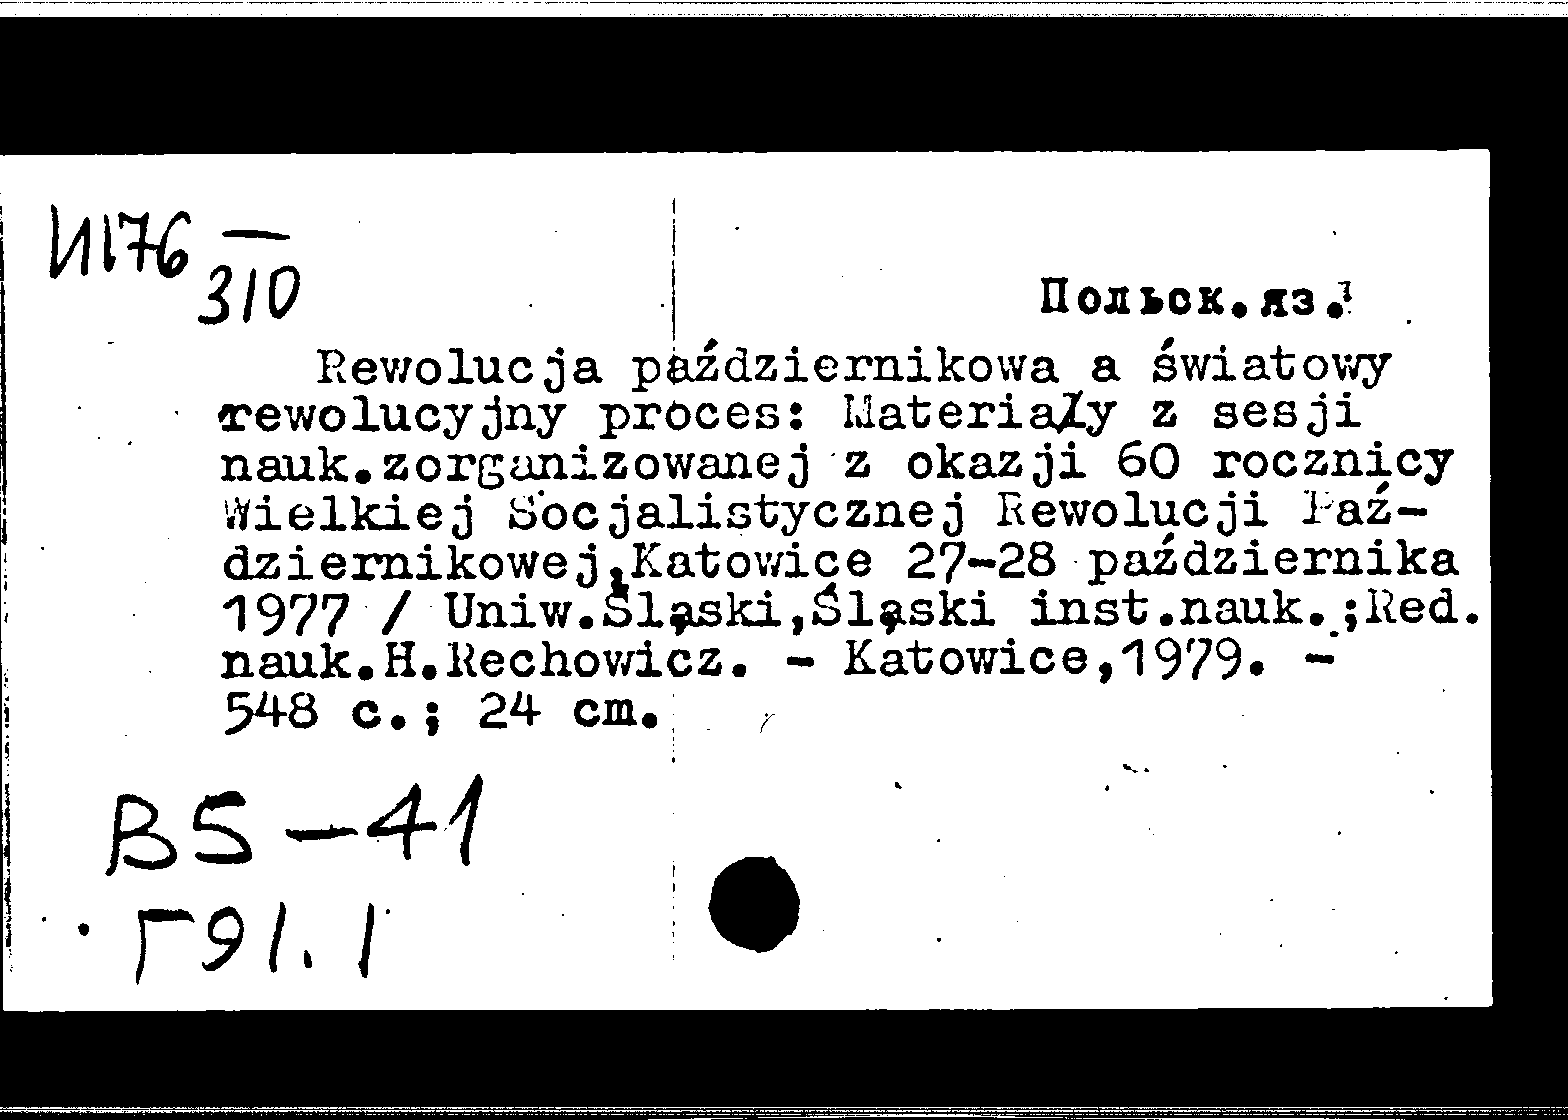 И176 —
310
Польск.яз.
Rewolucja październikowa a światowy
rewolucyjny proces: Materiały z sesji
nauk.zorganizowanej z okazji 60 rocznicy
Wielkiej Socjalistycznej Rewolucji Paź-
dziernikowej,Katowice 27-28 października
1977 / Uniw.Śląski,Śląski inst.nauk.;Red.
nauk.H.Rechowicz. - Katowice,1979. -
548 c.; 24 cm.
B5-41
Г91.1